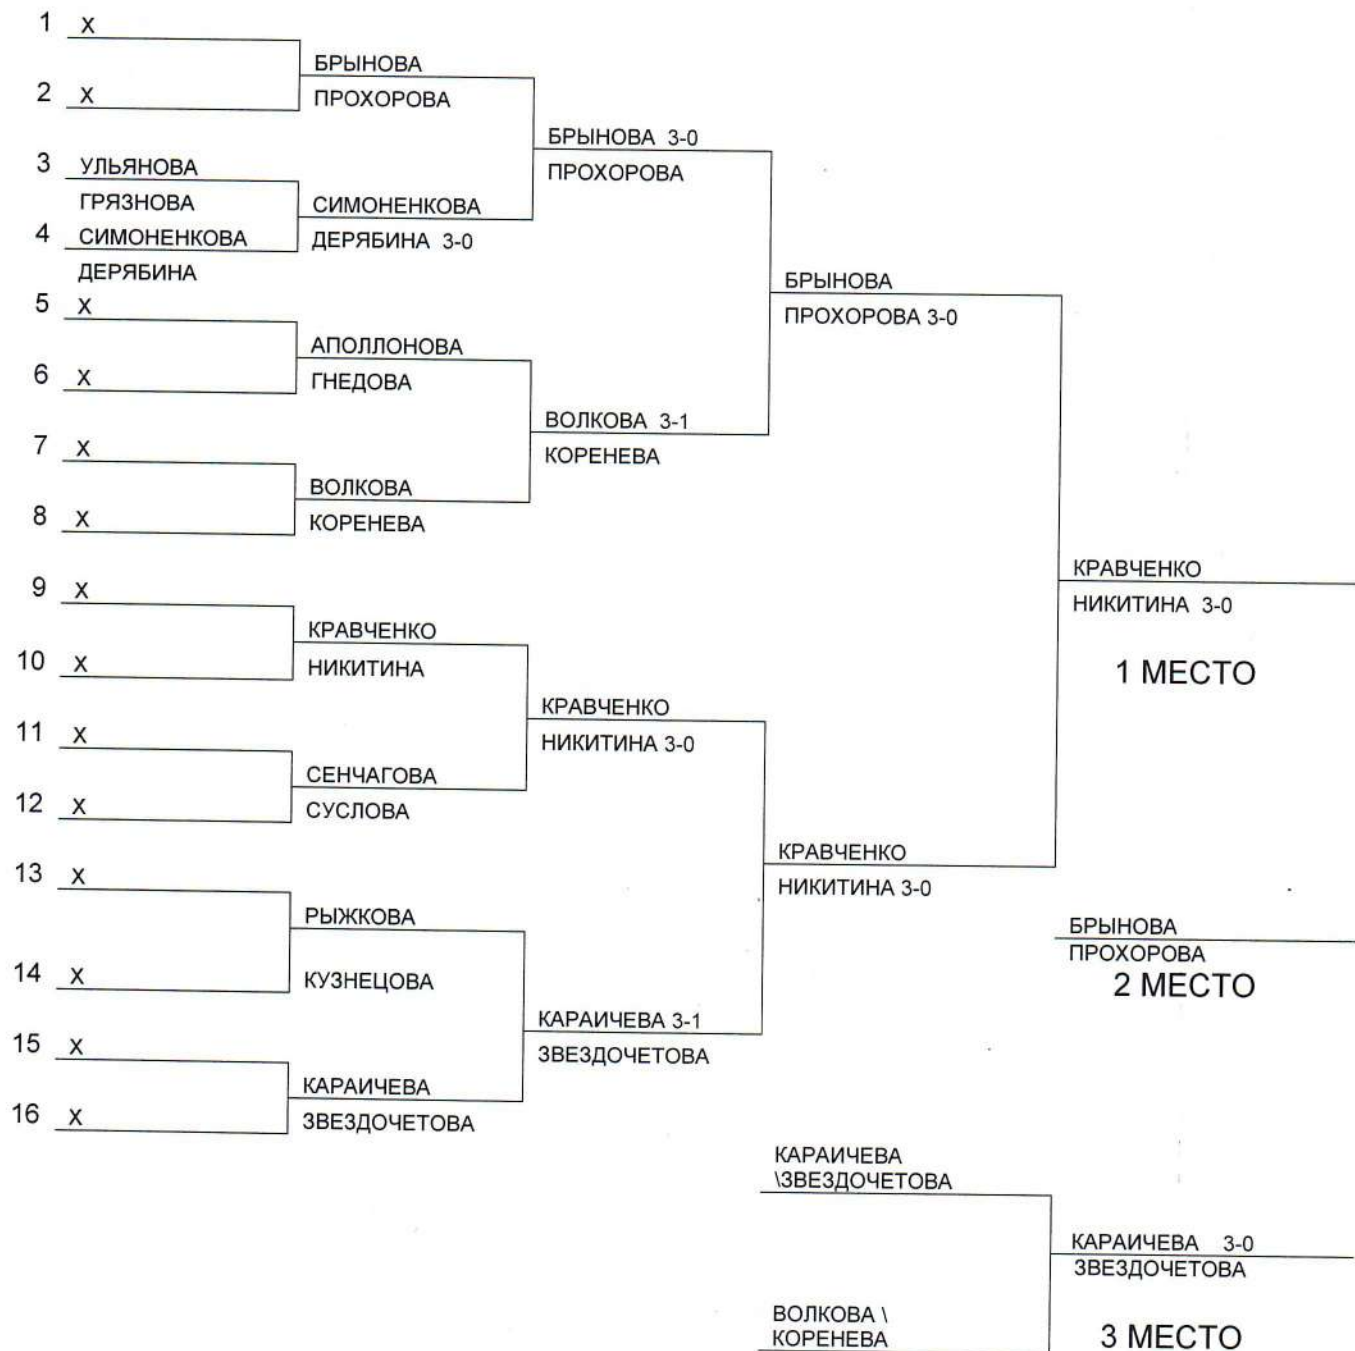 1 X
БРЫНОВА
2 X
ПРОХОРОВА
БРЫНОВА 3-0
ПРОХОРОВА
3 УЛЬЯНОВА
ГРЯЗНОВА
СИМОНЕНКОВА
4 СИМОНЕНКОВА
ДЕРЯБИНА 3-0
ДЕРЯБИНА
5 X
БРЫНОВА
ПРОХОРОВА 3-0
АПОЛЛОНОВА
6 X
ГНЕДОВА
ВОЛКОВА 3-1
КОРЕНЕВА
7 X
ВОЛКОВА
8 X
КОРЕНЕВА
КРАВЧЕНКО
НИКИТИНА 3-0
1 МЕСТО
9 X
КРАВЧЕНКО
10 X
НИКИТИНА
КРАВЧЕНКО
НИКИТИНА 3-0
11 X
СЕНЧАГОВА
12 X
СУСЛОВА
КРАВЧЕНКО
НИКИТИНА 3-0
13 X
РЫЖКОВА
БРЫНОВА
ПРОХОРОВА
2 МЕСТО
14 X
КУЗНЕЦОВА
КАРАИЧЕВА 3-1
ЗВЕЗДОЧЕТОВА
15 X
КАРАИЧЕВА
16 X
ЗВЕЗДОЧЕТОВА
КАРАИЧЕВА
\ЗВЕЗДОЧЕТОВА
КАРАИЧЕВА 3-0
ЗВЕЗДОЧЕТОВА
ВОЛКОВА \
КОРЕНЕВА
3 МЕСТО